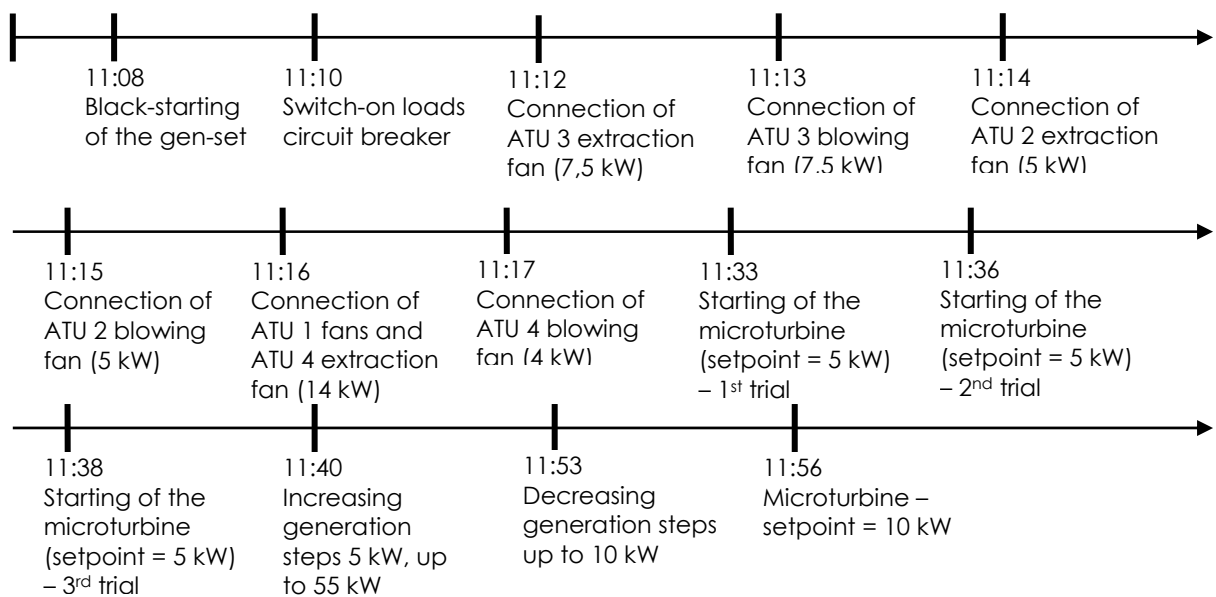 11:08
Black-starting
of the gen-set
11:10
Switch-on loads
circuit breaker
11:12
Connection of
ATU 3 extraction
fan (7,5 kW)
11:13
Connection of
ATU 3 blowing
fan (7,5 kW)
11:14
Connection of
ATU 2 extraction
fan (5 kW)
11:15
Connection of
ATU 2 blowing
fan (5 kW)
11:16
Connection of
ATU 1 fans and
ATU 4 extraction
fan (14 kW)
11:17
Connection of
ATU 4 blowing
fan (4 kW)
11:33
Starting of the
microturbine
(setpoint = 5 kW)
– 1st trial
11:36
Starting of the
microturbine
(setpoint = 5 kW)
– 2nd trial
11:38
Starting of the
microturbine
(setpoint = 5 kW)
– 3rd trial
11:40
Increasing
generation
steps 5 kW, up
to 55 kW
11:53
Decreasing
generation steps
up to 10 kW
11:56
Microturbine –
setpoint = 10 kW